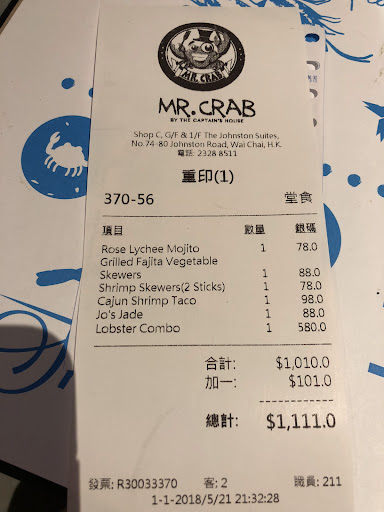 MR. CRAB
MR.CRAB
BY THE CAPTAIN'S HOUSE
Shop C, G/F & 1/F The Johnston Suites,
No.74-80 Johnston Road, Wai Chai, H.K.
電話: 2328 8511
重印(1)
370-56 堂食
項目 數量 銀碼
Rose Lychee Mojito 1 78.0
Grilled Fajita Vegetable
Skewers 1 88.0
Shrimp Skewers(2 Sticks) 1 78.0
Cajun Shrimp Taco 1 98.0
Jo's Jade 1 88.0
Lobster Combo 1 580.0
合計: $1,010.0
加一: $101.0
總計: $1,111.0
發票: R30033370 客: 2 職員: 211
1-1-2018/5/21 21:32:28